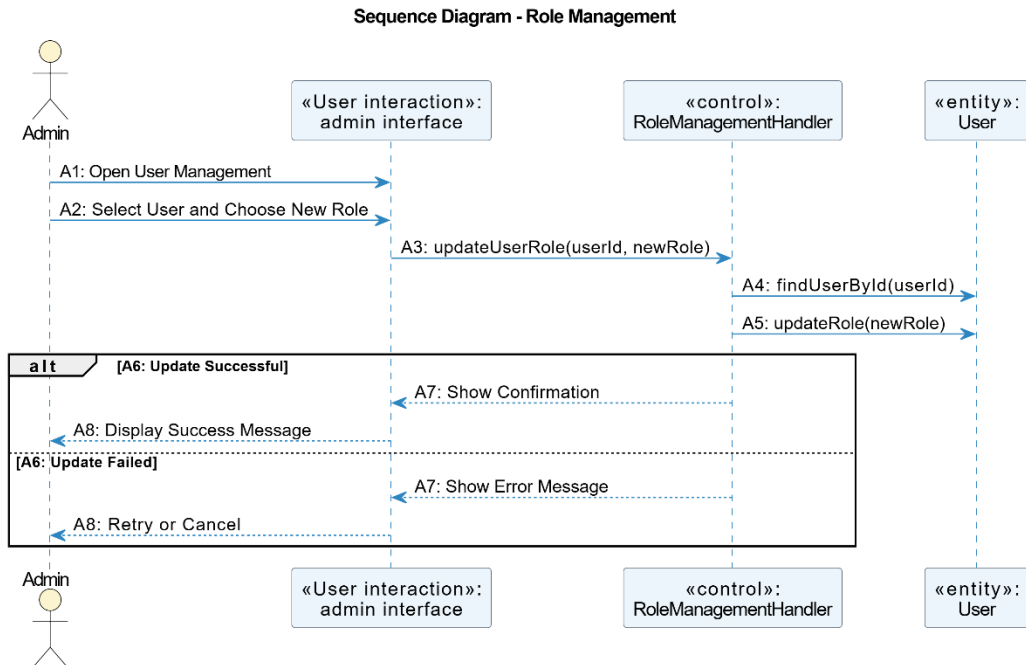 Sequence Diagram - Role Management
Admin
«User interaction»:
admin interface
«control»:
RoleManagementHandler
«entity»:
User
A1: Open User Management
A2: Select User and Choose New Role
A3: updateUserRole(userId, newRole)
A4: findUserById(userId)
A5: updateRole(newRole)
alt
[A6: Update Successful]
A7: Show Confirmation
A8: Display Success Message
[A6: Update Failed]
A7: Show Error Message
A8: Retry or Cancel
Admin
«User interaction»:
admin interface
«control»:
RoleManagementHandler
«entity»:
User